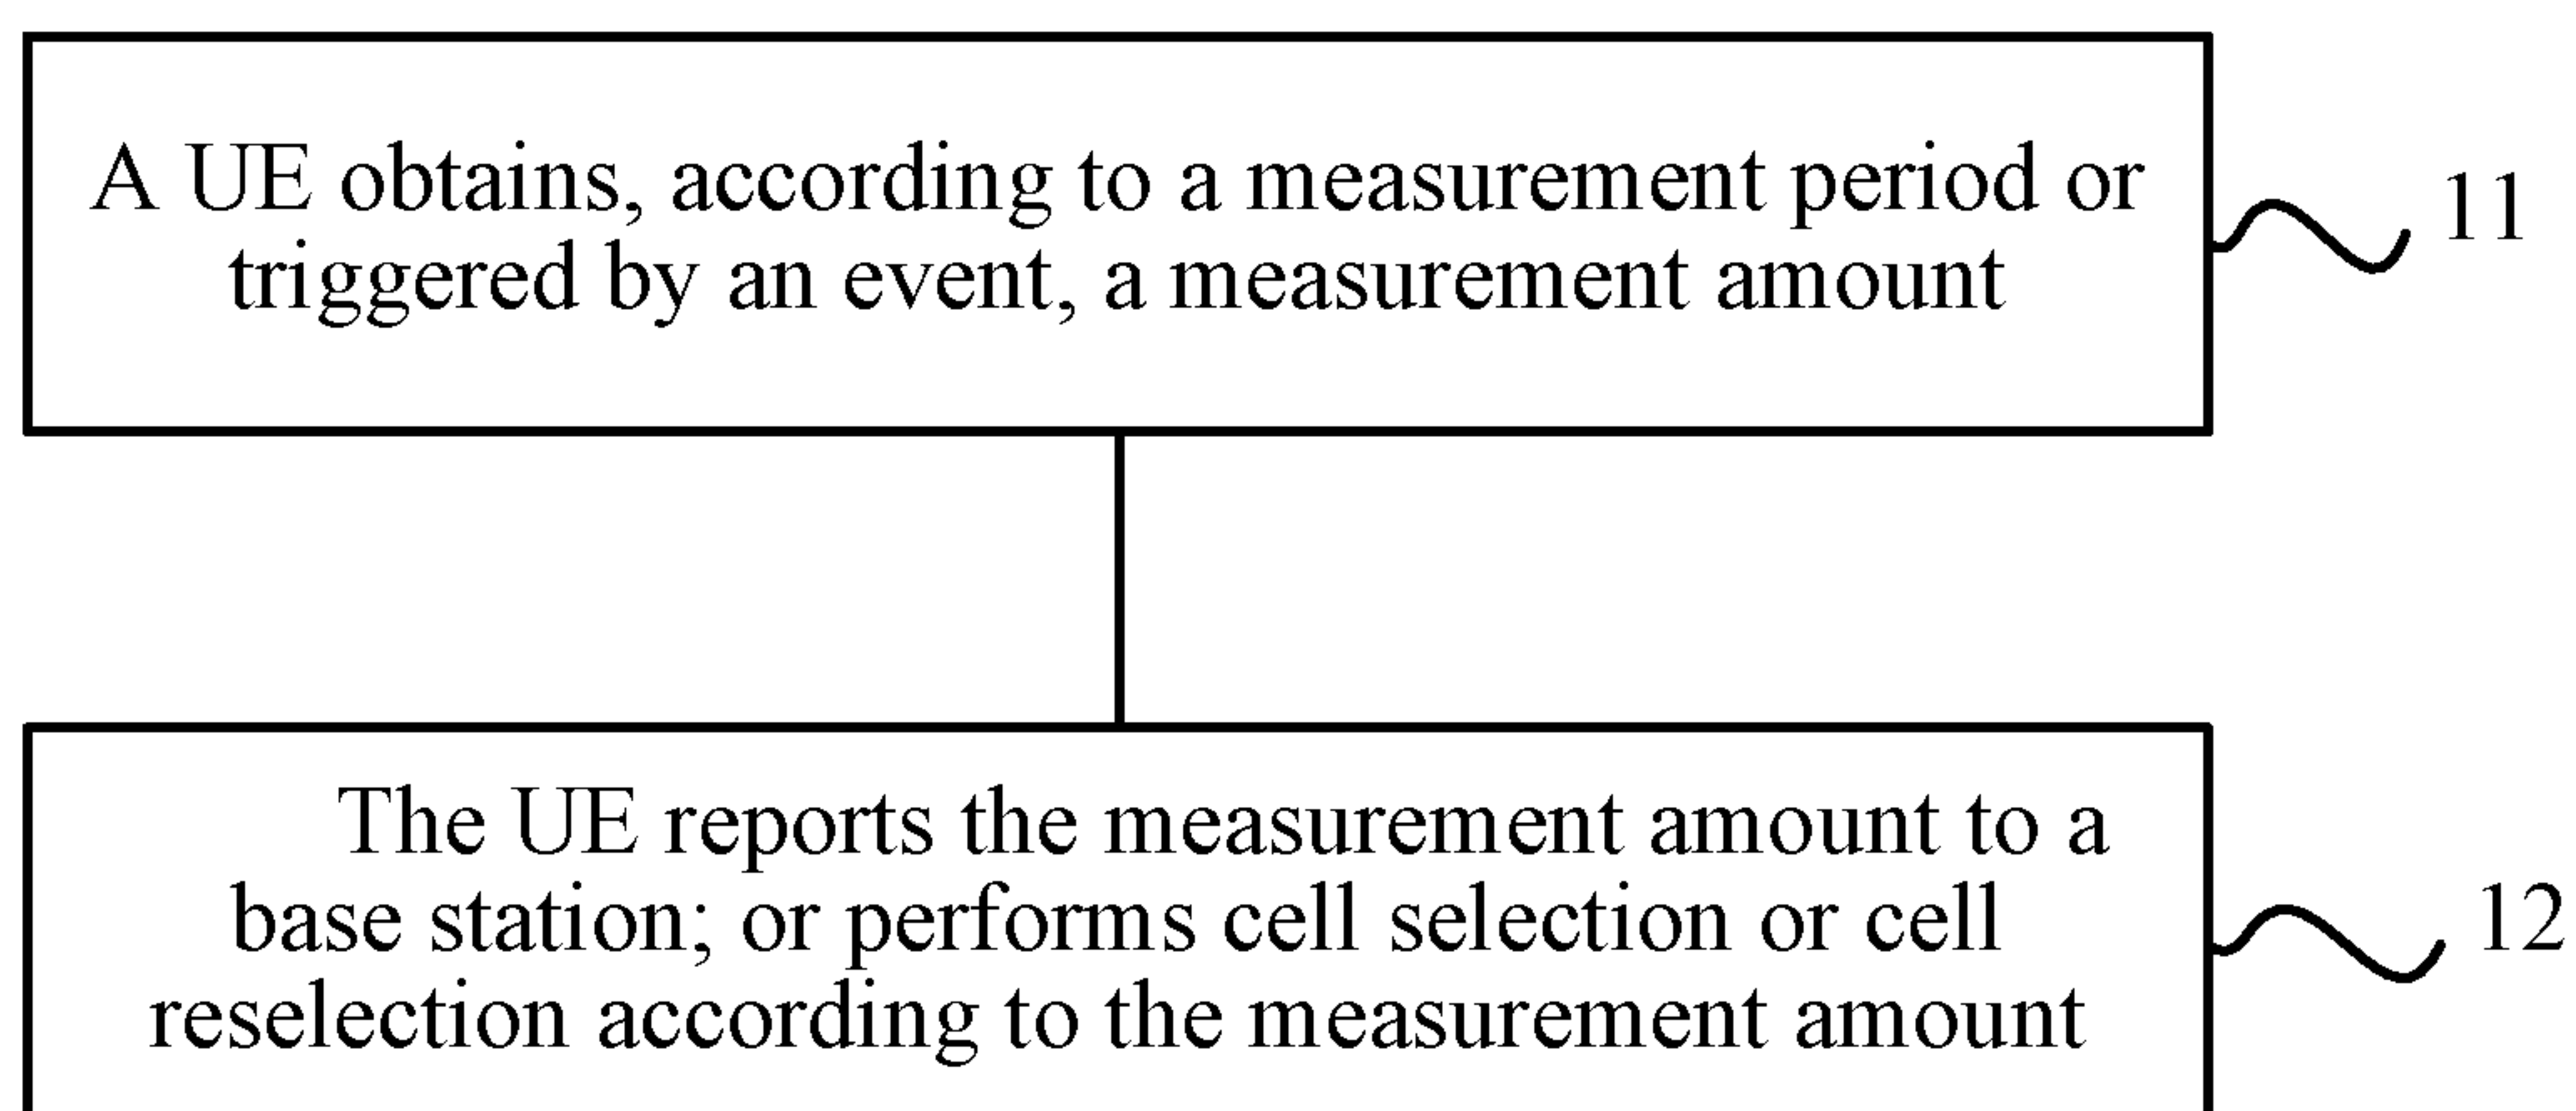 A UE obtains, according to a measurement period or
triggered by an event, a measurement amount
11
The UE reports the measurement amount to a
base station; or performs cell selection or cell
reselection according to the measurement amount
12